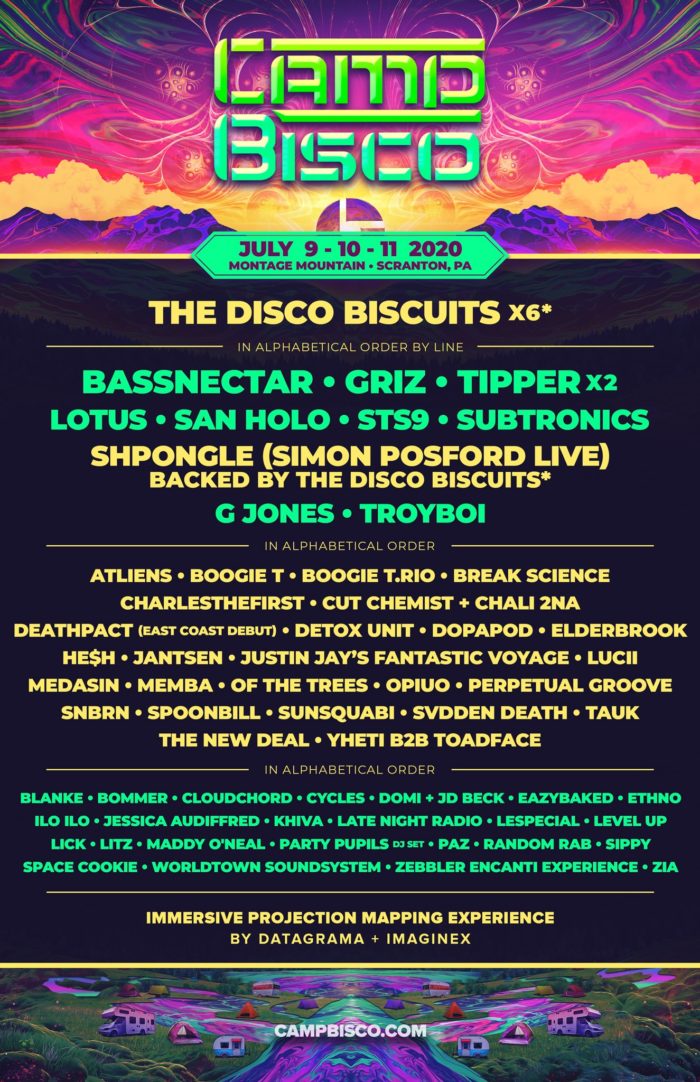 CAMP
BISCO
JULY 9 - 10 - 11 2020
MONTAGE MOUNTAIN • SCRANTON, PA
THE DISCO BISCUITS X6*
IN ALPHABETICAL ORDER BY LINE
BASSNECTAR • GRIZ • TIPPER X2
LOTUS • SAN HOLO • STS9 • SUBTRONICS
SHPONGLE (SIMON POSFORD LIVE)
BACKED BY THE DISCO BISCUITS*
G JONES • TROYBOI
IN ALPHABETICAL ORDER
ATLIENS • BOOGIE T • BOOGIE T.RIO • BREAK SCIENCE
CHARLESTHEFIRST • CUT CHEMIST + CHALI 2NA
DEATHPACT (EAST COAST DEBUT) • DETOX UNIT • DOPAPOD • ELDERBROOK
HE$H • JANTSEN • JUSTIN JAY'S FANTASTIC VOYAGE • LUCII
MEDASIN • MEMBA • OF THE TREES • OPIUO • PERPETUAL GROOVE
SNBRN • SPOONBILL • SUNSQUABI • SVDDEN DEATH • TAUK
THE NEW DEAL • YHETI B2B TOADFACE
IN ALPHABETICAL ORDER
BLANKE • BOMMER • CLOUDCHORD • CYCLES • DOMI + JD BECK • EAZYBAKED • ETHNO
ILO ILO • JESSICA AUDIFFRED • KHIVA • LATE NIGHT RADIO • LESPECIAL • LEVEL UP
LICK • LITZ • MADDY O'NEAL • PARTY PUPILS DJ SET • PAZ • RANDOM RAB • SIPPY
SPACE COOKIE • WORLDTOWN SOUNDSYSTEM • ZEBBLER ENCANTI EXPERIENCE • ZIA
IMMERSIVE PROJECTION MAPPING EXPERIENCE
BY DATAGRAMA + IMAGINEX
CAMPBISCO.COM